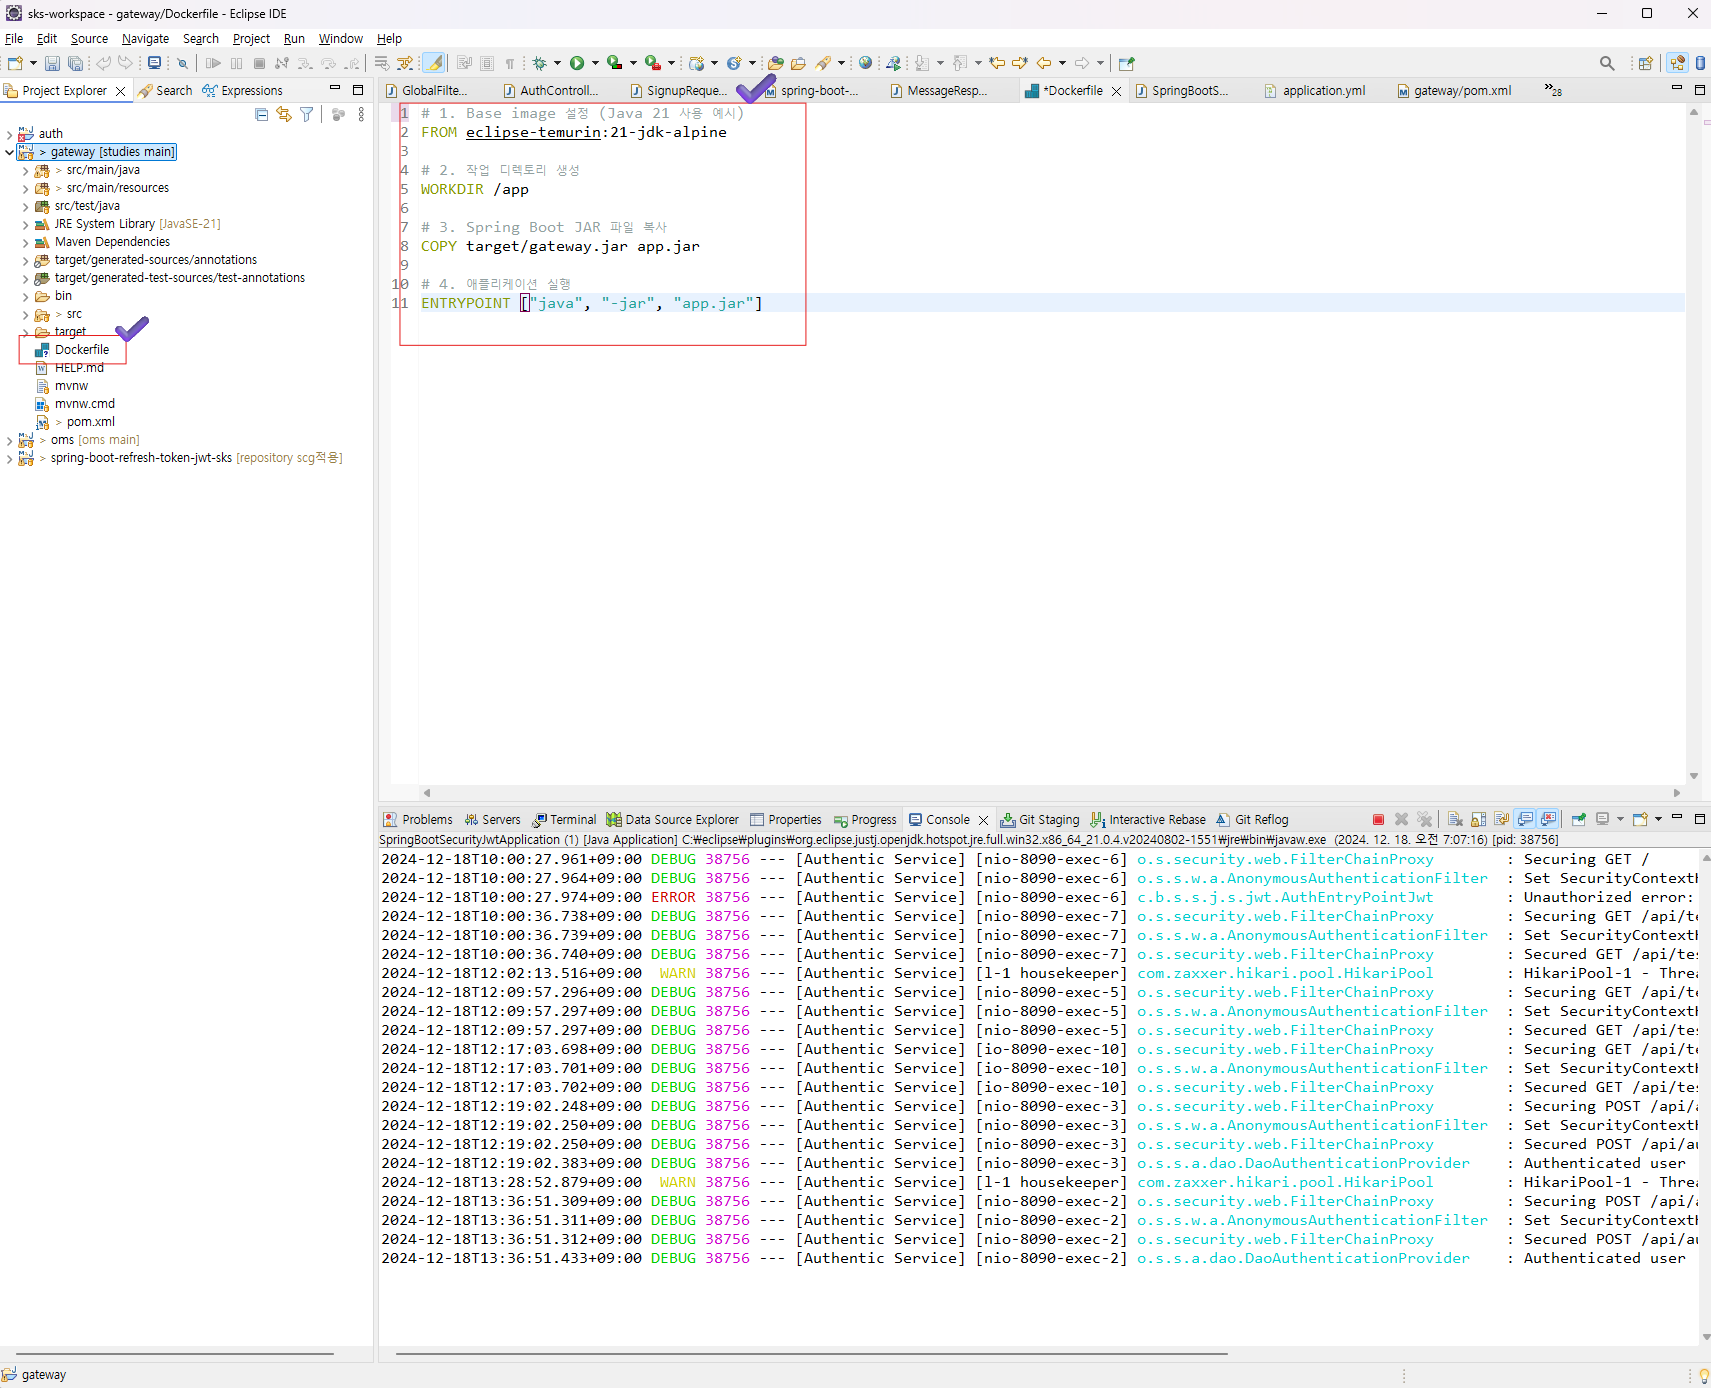 sks-workspace - gateway/Dockerfile - Eclipse IDE
File Edit Source Navigate Search Project Run Window Help
Project Explorer Search Expressions
GlobalFilte... AuthControll... SignupReque... spring-boot-... MessageResp... *Dockerfile SpringBootS... application.yml gateway/pom.xml »28
auth
> gateway [studies main]
> src/main/java
> src/main/resources
src/test/java
JRE System Library [JavaSE-21]
Maven Dependencies
target/generated-sources/annotations
target/generated-test-sources/test-annotations
bin
> src
target
Dockerfile
HELP.md
mvnw
mvnw.cmd
> pom.xml
> oms [oms main]
> spring-boot-refresh-token-jwt-sks [repository scg적용]
1 # 1. Base image 설정 (Java 21 사용 예시)
2 FROM eclipse-temurin:21-jdk-alpine
3
4 # 2. 작업 디렉토리 생성
5 WORKDIR /app
6
7 # 3. Spring Boot JAR 파일 복사
8 COPY target/gateway.jar app.jar
9
10 # 4. 애플리케이션 실행
11 ENTRYPOINT ["java", "-jar", "app.jar"]
Problems Servers Terminal Data Source Explorer Properties Progress Console Git Staging Interactive Rebase Git Reflog
SpringBootSecurityJwtApplication (1) [Java Application] C:₩eclipse₩plugins₩org.eclipse.justj.openjdk.hotspot.jre.full.win32.x86_64_21.0.4.v20240802-1551₩jre₩bin₩javaw.exe (2024. 12. 18. 오전 7:07:16) [pid: 38756]
2024-12-18T10:00:27.961+09:00 DEBUG 38756 --- [Authentic Service] [nio-8090-exec-6] o.s.security.web.FilterChainProxy : Securing GET /
2024-12-18T10:00:27.964+09:00 DEBUG 38756 --- [Authentic Service] [nio-8090-exec-6] o.s.s.w.a.AnonymousAuthenticationFilter : Set SecurityContextH
2024-12-18T10:00:27.974+09:00 ERROR 38756 --- [Authentic Service] [nio-8090-exec-6] c.b.s.s.j.s.jwt.AuthEntryPointJwt : Unauthorized error:
2024-12-18T10:00:36.738+09:00 DEBUG 38756 --- [Authentic Service] [nio-8090-exec-7] o.s.security.web.FilterChainProxy : Securing GET /api/te
2024-12-18T10:00:36.739+09:00 DEBUG 38756 --- [Authentic Service] [nio-8090-exec-7] o.s.s.w.a.AnonymousAuthenticationFilter : Set SecurityContextH
2024-12-18T10:00:36.740+09:00 DEBUG 38756 --- [Authentic Service] [nio-8090-exec-7] o.s.security.web.FilterChainProxy : Secured GET /api/tes
2024-12-18T12:02:13.516+09:00 WARN 38756 --- [Authentic Service] [l-1 housekeeper] com.zaxxer.hikari.pool.HikariPool : HikariPool-1 - Threa
2024-12-18T12:09:57.296+09:00 DEBUG 38756 --- [Authentic Service] [nio-8090-exec-5] o.s.security.web.FilterChainProxy : Securing GET /api/te
2024-12-18T12:09:57.297+09:00 DEBUG 38756 --- [Authentic Service] [nio-8090-exec-5] o.s.s.w.a.AnonymousAuthenticationFilter : Set SecurityContextH
2024-12-18T12:09:57.297+09:00 DEBUG 38756 --- [Authentic Service] [nio-8090-exec-5] o.s.security.web.FilterChainProxy : Secured GET /api/tes
2024-12-18T12:17:03.698+09:00 DEBUG 38756 --- [Authentic Service] [io-8090-exec-10] o.s.security.web.FilterChainProxy : Securing GET /api/te
2024-12-18T12:17:03.701+09:00 DEBUG 38756 --- [Authentic Service] [io-8090-exec-10] o.s.s.w.a.AnonymousAuthenticationFilter : Set SecurityContextH
2024-12-18T12:17:03.702+09:00 DEBUG 38756 --- [Authentic Service] [io-8090-exec-10] o.s.security.web.FilterChainProxy : Secured GET /api/tes
2024-12-18T12:19:02.248+09:00 DEBUG 38756 --- [Authentic Service] [nio-8090-exec-3] o.s.security.web.FilterChainProxy : Securing POST /api/a
2024-12-18T12:19:02.250+09:00 DEBUG 38756 --- [Authentic Service] [nio-8090-exec-3] o.s.s.w.a.AnonymousAuthenticationFilter : Set SecurityContextH
2024-12-18T12:19:02.250+09:00 DEBUG 38756 --- [Authentic Service] [nio-8090-exec-3] o.s.security.web.FilterChainProxy : Secured POST /api/au
2024-12-18T12:19:02.383+09:00 DEBUG 38756 --- [Authentic Service] [nio-8090-exec-3] o.s.s.a.dao.DaoAuthenticationProvider : Authenticated user
2024-12-18T13:28:52.879+09:00 WARN 38756 --- [Authentic Service] [l-1 housekeeper] com.zaxxer.hikari.pool.HikariPool : HikariPool-1 - Threa
2024-12-18T13:36:51.309+09:00 DEBUG 38756 --- [Authentic Service] [nio-8090-exec-2] o.s.security.web.FilterChainProxy : Securing POST /api/a
2024-12-18T13:36:51.311+09:00 DEBUG 38756 --- [Authentic Service] [nio-8090-exec-2] o.s.s.w.a.AnonymousAuthenticationFilter : Set SecurityContextH
2024-12-18T13:36:51.312+09:00 DEBUG 38756 --- [Authentic Service] [nio-8090-exec-2] o.s.security.web.FilterChainProxy : Secured POST /api/au
2024-12-18T13:36:51.433+09:00 DEBUG 38756 --- [Authentic Service] [nio-8090-exec-2] o.s.s.a.dao.DaoAuthenticationProvider : Authenticated user
gateway